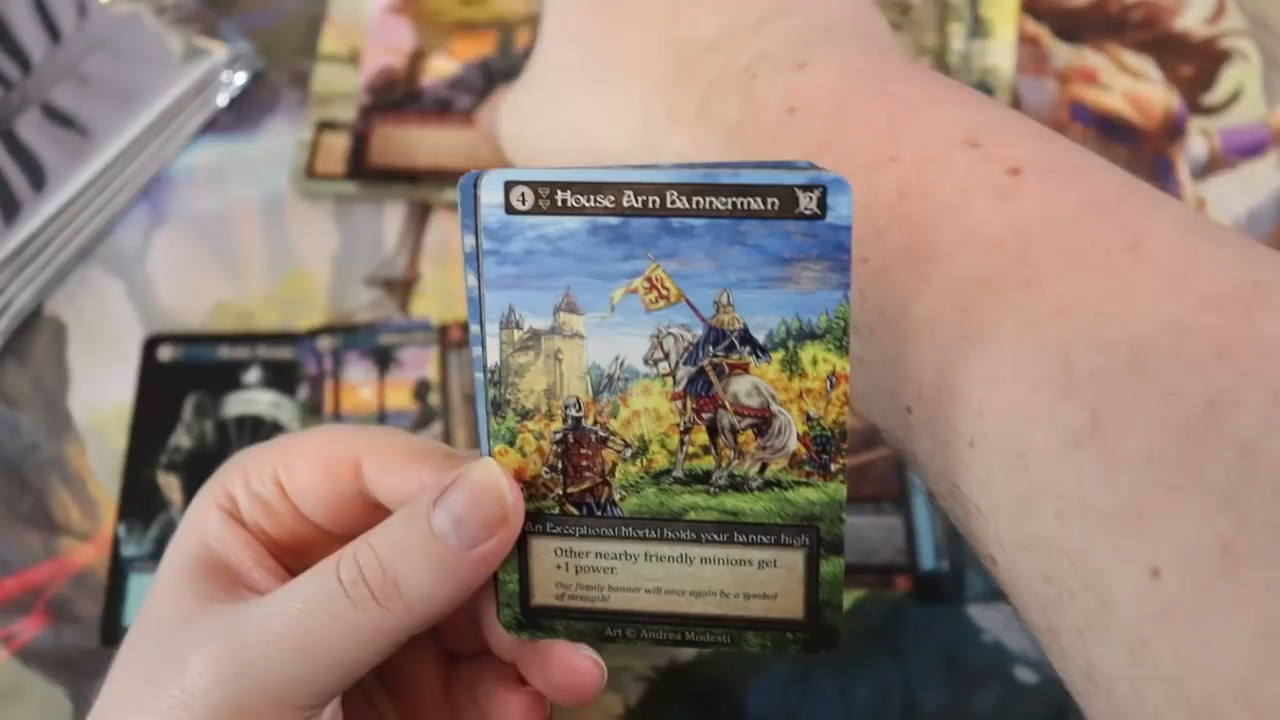 4 House Arn Bannerman 2
An Exceptional Mortal holds your banner high
Other nearby friendly minions get
+1 power.
Our family banner will once again be a symbol
of strength!
Art © Andrea Modesti